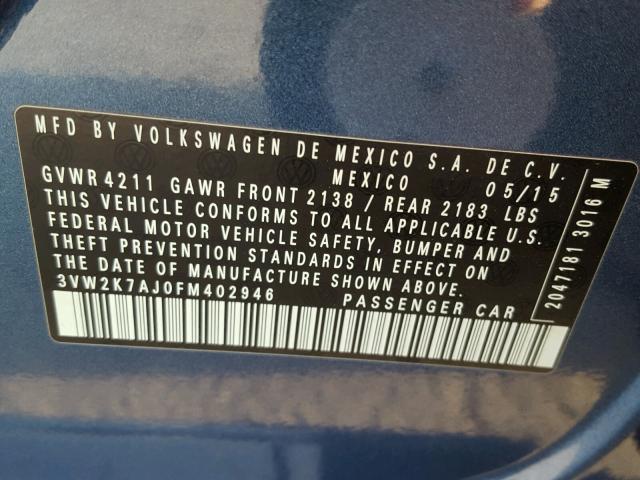 MFD BY VOLKSWAGEN DE MEXICO S.A. DE C.V.
MEXICO 05/15
GVWR 4211 GAWR FRONT 2138 / REAR 2183 LBS
THIS VEHICLE CONFORMS TO ALL APPLICABLE U.S.
FEDERAL MOTOR VEHICLE SAFETY, BUMPER AND
THEFT PREVENTION STANDARDS IN EFFECT ON
THE DATE OF MANUFACTURE SHOWN ABOVE.
3VW2K7AJ0FM402946 PASSENGER CAR
2047181 3016 M